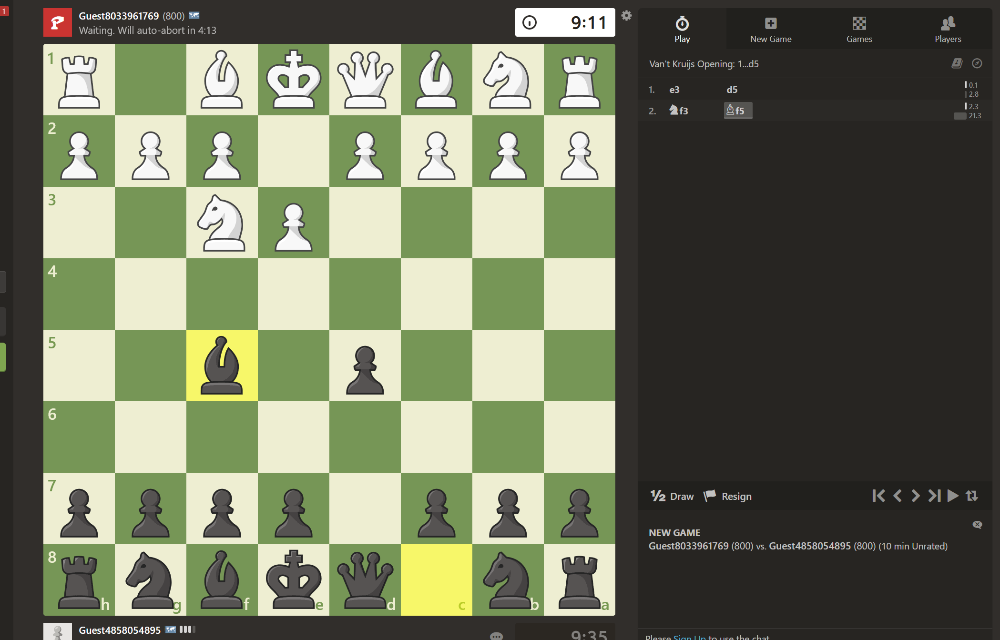 1
Guest8033961769 (800)
Waiting. Will auto-abort in 4:13
9:11
1
2
3
4
5
6
7
8
h g f e d c b a
Guest4858054895
9:35
Play
New Game
Games
Players
Van't Kruijs Opening: 1...d5
1. e3 d5 0.1
2.8
2. f3 f5 2.3
21.3
½ Draw Resign
NEW GAME
Guest8033961769 (800) vs. Guest4858054895 (800) (10 min Unrated)
Please Sign Up to use the chat